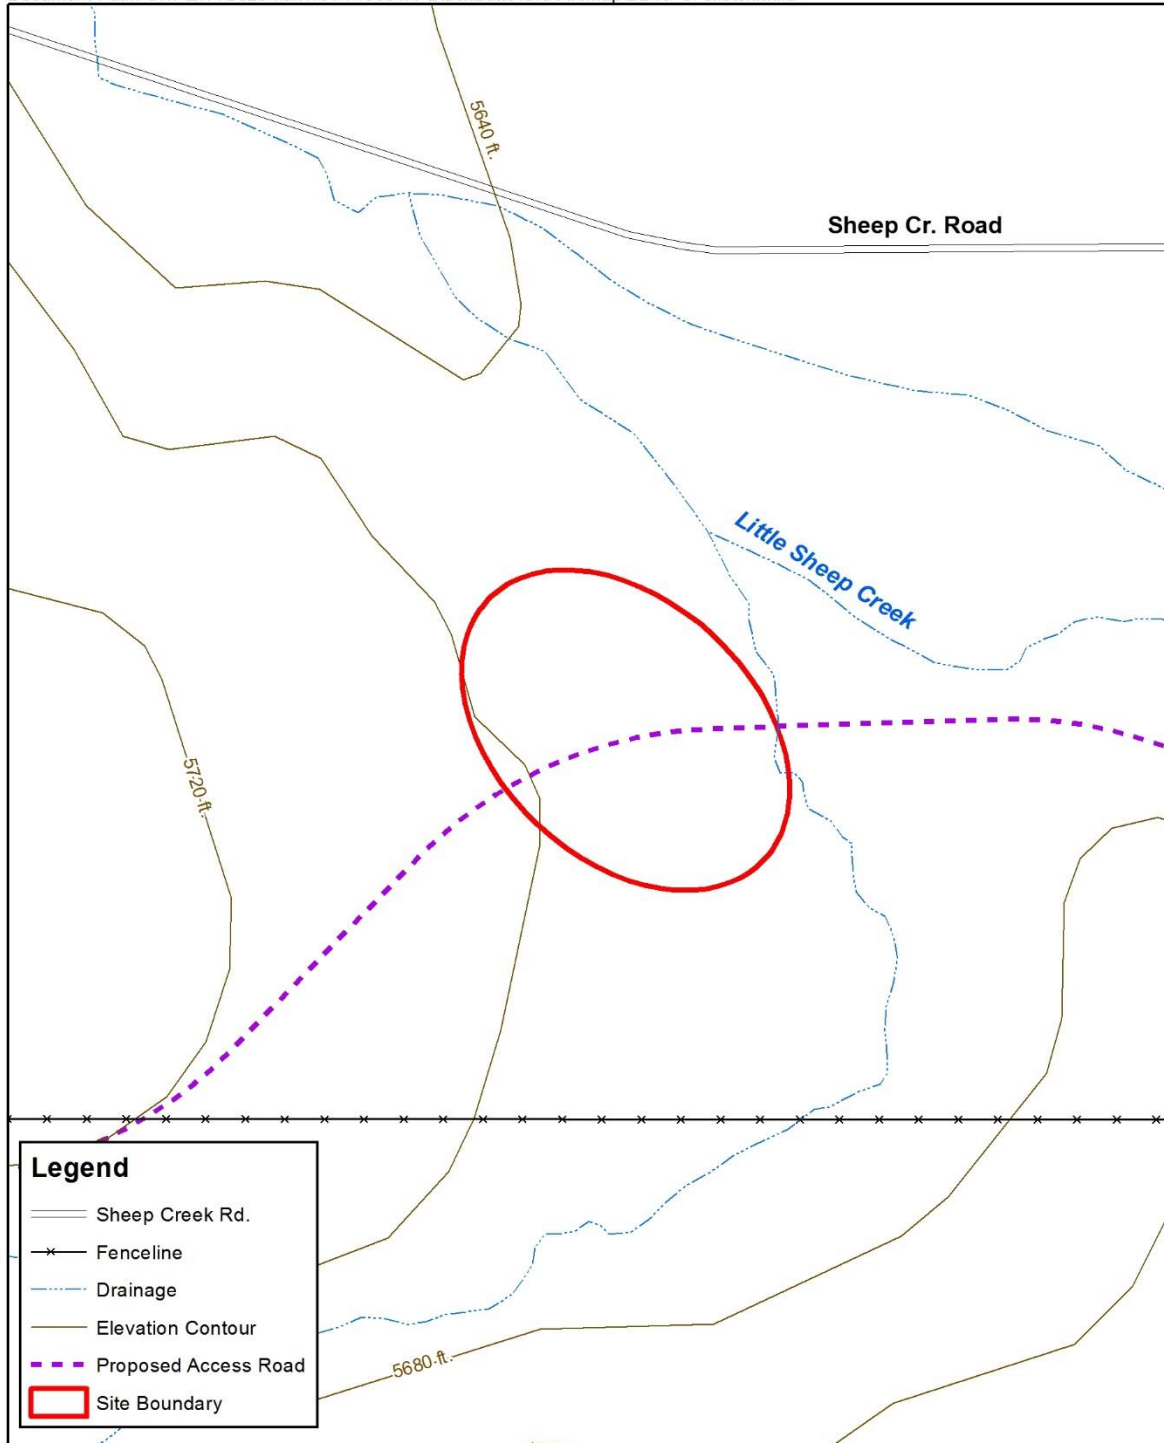 5640 ft.
Sheep Cr. Road
Little Sheep Creek
5720 ft.
5680 ft.
Legend
Sheep Creek Rd.
Fenceline
Drainage
Elevation Contour
Proposed Access Road
Site Boundary